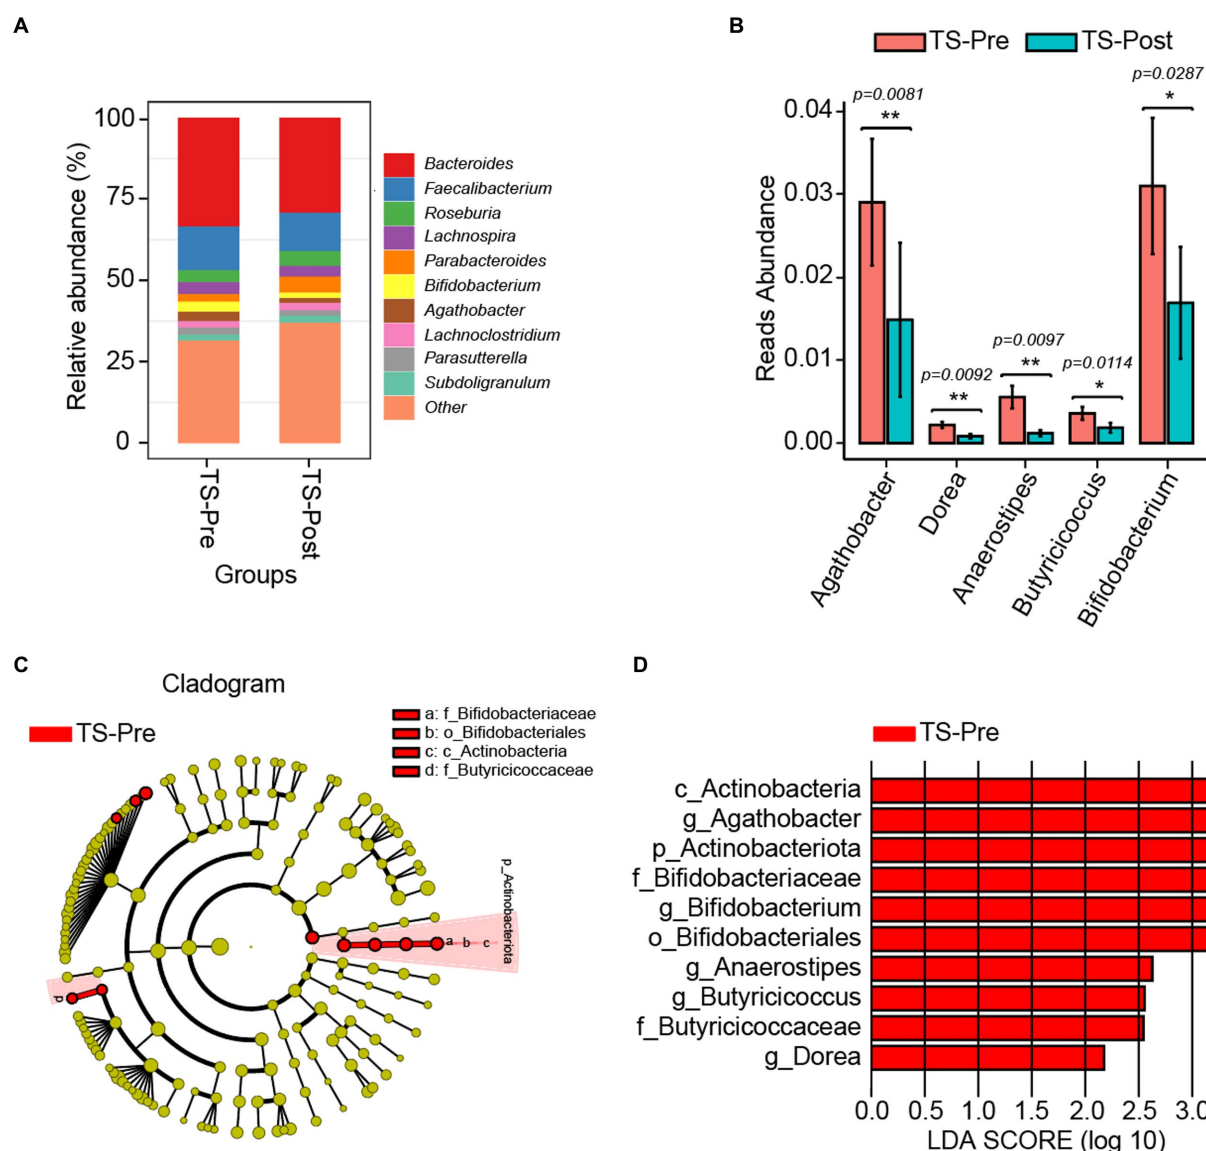 A
Relative abundance (%)
100
75
50
25
0
TS-Pre
TS-Post
Groups
Bacteroides
Faecalibacterium
Roseburia
Lachnospira
Parabacteroides
Bifidobacterium
Agathobacter
Lachnoclostridium
Parasutterella
Subdoligranulum
Other
B
TS-Pre TS-Post
Reads Abundance
0.04
0.03
0.02
0.01
0.00
p=0.0081
**
p=0.0092
**
p=0.0097
**
p=0.0114
*
p=0.0287
*
Agathobacter
Dorea
Anaerostipes
Butyricicoccus
Bifidobacterium
C
Cladogram
TS-Pre
a: f_Bifidobacteriaceae
b: o_Bifidobacteriales
c: c_Actinobacteria
d: f_Butyricicoccaceae
p_Actinobacteriota
a b c
d
D
TS-Pre
c_Actinobacteria
g_Agathobacter
p_Actinobacteriota
f_Bifidobacteriaceae
g_Bifidobacterium
o_Bifidobacteriales
g_Anaerostipes
g_Butyricicoccus
f_Butyricicoccaceae
g_Dorea
0.0 0.5 1.0 1.5 2.0 2.5 3.0
LDA SCORE (log 10)